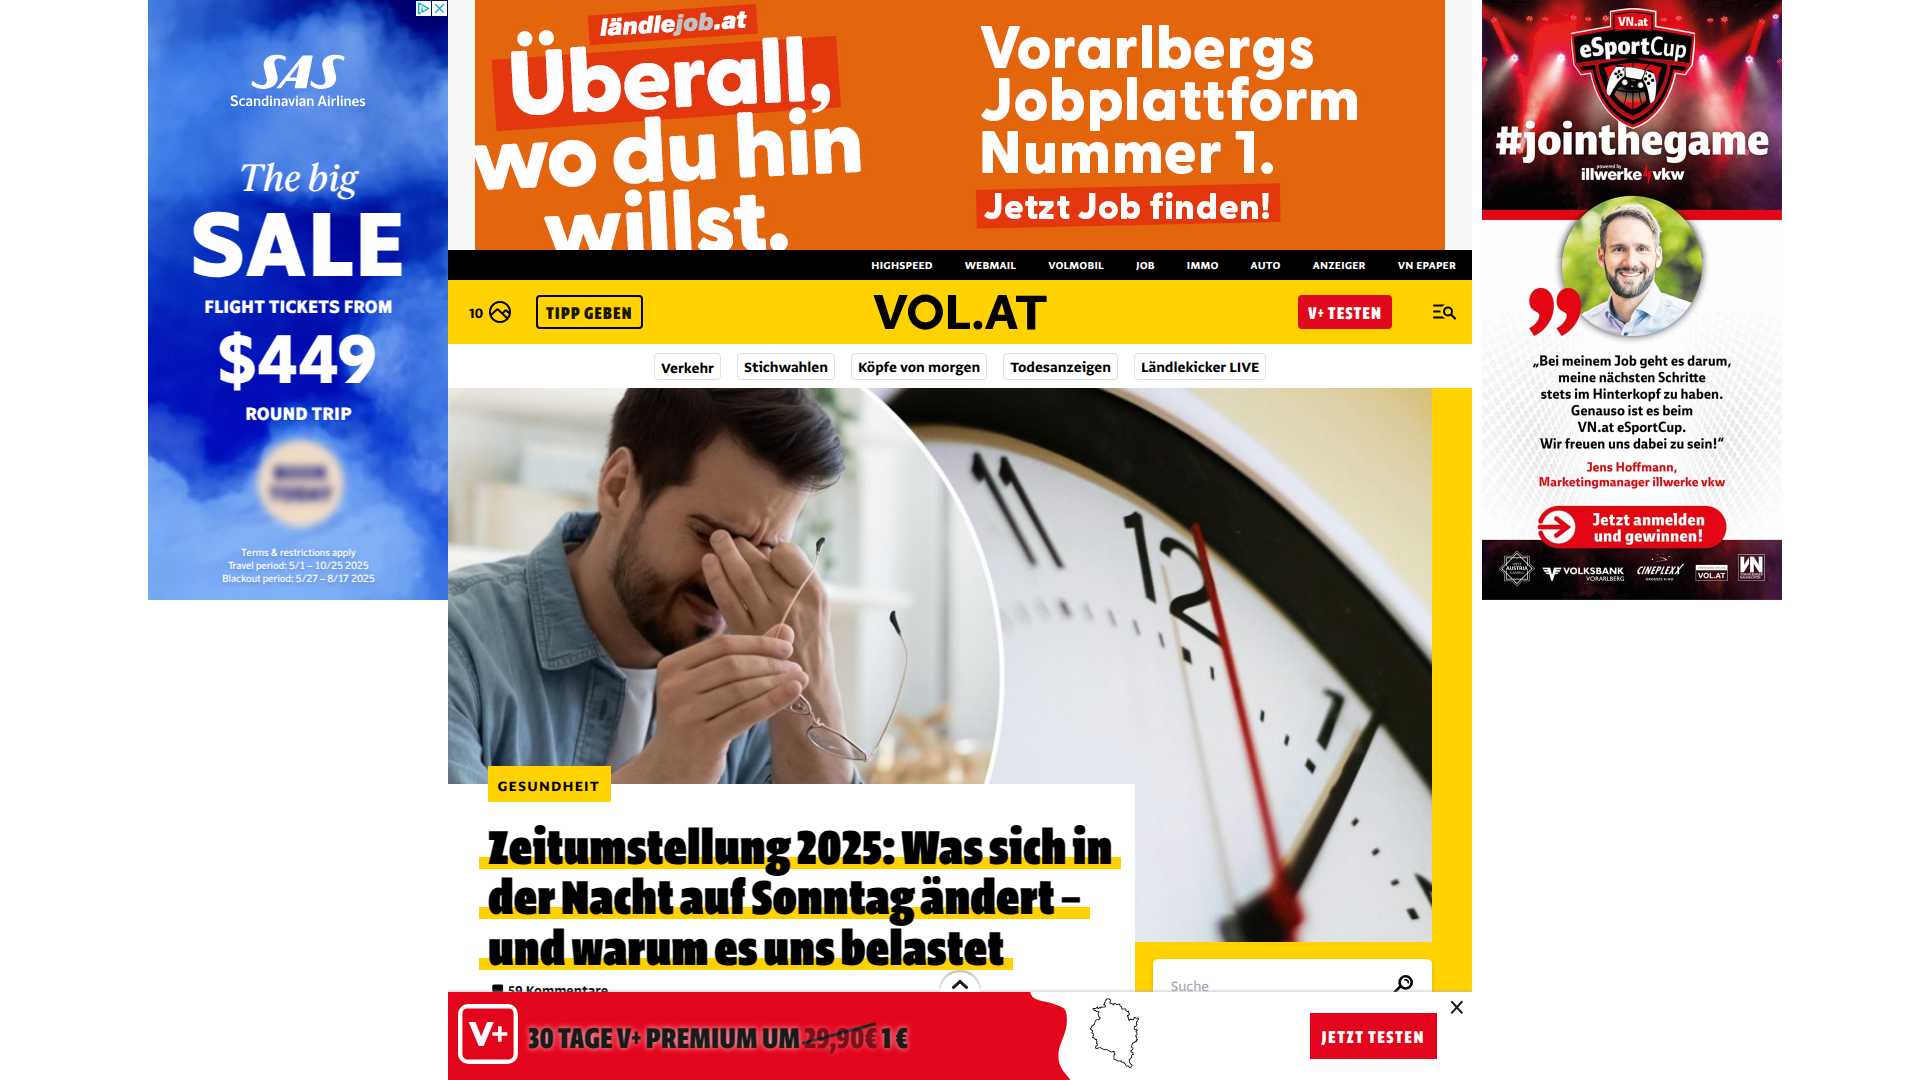 SAS
Scandinavian Airlines
The big
SALE
FLIGHT TICKETS FROM
$449
ROUND TRIP
BOOK
TODAY
Terms & restrictions apply
Travel period: 5/1 – 10/25 2025
Blackout period: 5/27 – 8/17 2025
ländlejob.at
Überall,
wo du hin
willst.
Vorarlbergs
Jobplattform
Nummer 1.
Jetzt Job finden!
VN.at
eSportCup
#jointhegame
powered by
illwerke vkw
„Bei meinem Job geht es darum,
meine nächsten Schritte
stets im Hinterkopf zu haben.
Genauso ist es beim
VN.at eSportCup.
Wir freuen uns dabei zu sein!“
Jens Hoffmann,
Marketingmanager illwerke vkw
Jetzt anmelden
und gewinnen!
VOLKSBANK
VORARLBERG
CINEPLEXX
VOL.AT
VN
HIGHSPEED WEBMAIL VOLMOBIL JOB IMMO AUTO ANZEIGER VN EPAPER
10 TIPP GEBEN VOL.AT V+ TESTEN
Verkehr Stichwahlen Köpfe von morgen Todesanzeigen Ländlekicker LIVE
11
12
1
GESUNDHEIT
Zeitumstellung 2025: Was sich in
der Nacht auf Sonntag ändert –
und warum es uns belastet
59 Kommentare
Suche
V+ 30 TAGE V+ PREMIUM UM 29,90€ 1 €
JETZT TESTEN